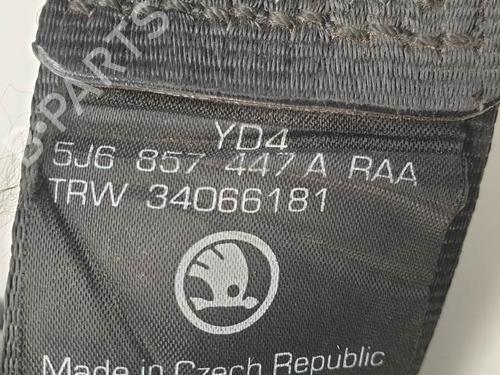 B-PARTS
YD4
5J6 857 447 A RAA
TRW 34066181
Made in Czech Republic